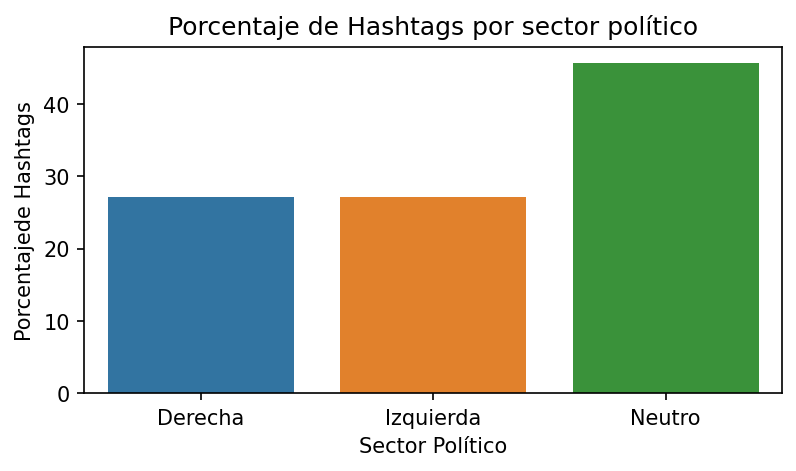 Porcentaje de Hashtags por sector político
Porcentajede Hashtags
40
30
20
10
0
Derecha
Izquierda
Neutro
Sector Político